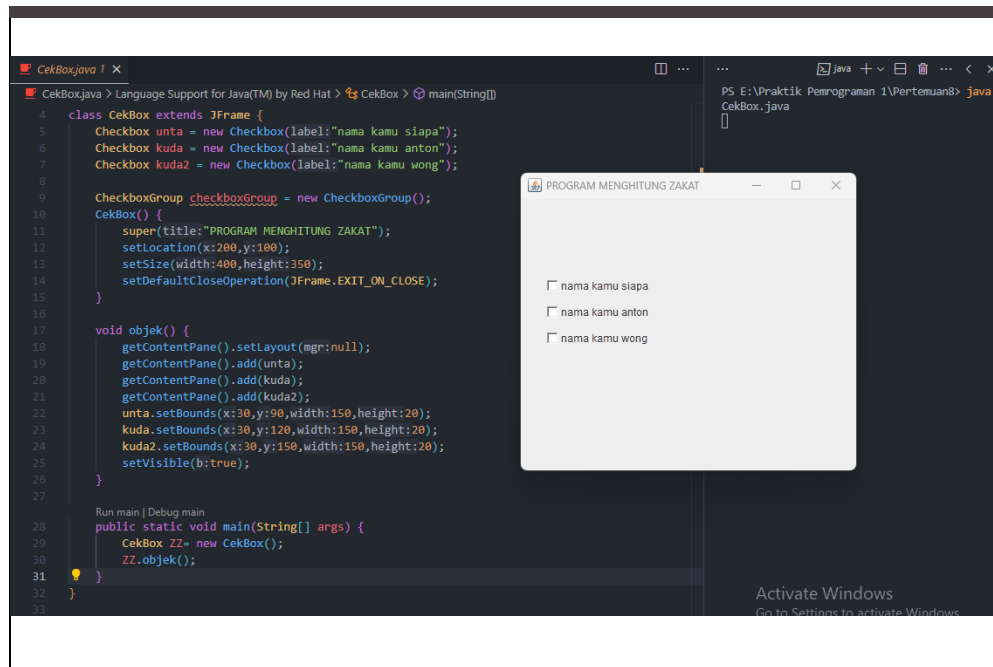 CekBox.java 1
CekBox.java > Language Support for Java(TM) by Red Hat > CekBox > main(String[])
4 class CekBox extends JFrame {
5 Checkbox unta = new Checkbox(label:"nama kamu siapa");
6 Checkbox kuda = new Checkbox(label:"nama kamu anton");
7 Checkbox kuda2 = new Checkbox(label:"nama kamu wong");
8
9 CheckboxGroup checkboxGroup = new CheckboxGroup();
10 CekBox() {
11 super(title:"PROGRAM MENGHITUNG ZAKAT");
12 setLocation(x:200,y:100);
13 setSize(width:400,height:350);
14 setDefaultCloseOperation(JFrame.EXIT_ON_CLOSE);
15 }
16
17 void objek() {
18 getContentPane().setLayout(mgr:null);
19 getContentPane().add(unta);
20 getContentPane().add(kuda);
21 getContentPane().add(kuda2);
22 unta.setBounds(x:30,y:90,width:150,height:20);
23 kuda.setBounds(x:30,y:120,width:150,height:20);
24 kuda2.setBounds(x:30,y:150,width:150,height:20);
25 setVisible(b:true);
26 }
27
Run main | Debug main
28 public static void main(String[] args) {
29 CekBox ZZ= new CekBox();
30 ZZ.objek();
31 }
32 }
33
java
PS E:\Praktik Pemrograman 1\Pertemuan8> java
CekBox.java
PROGRAM MENGHITUNG ZAKAT
nama kamu siapa
nama kamu anton
nama kamu wong
Activate Windows
Go to Settings to activate Windows.